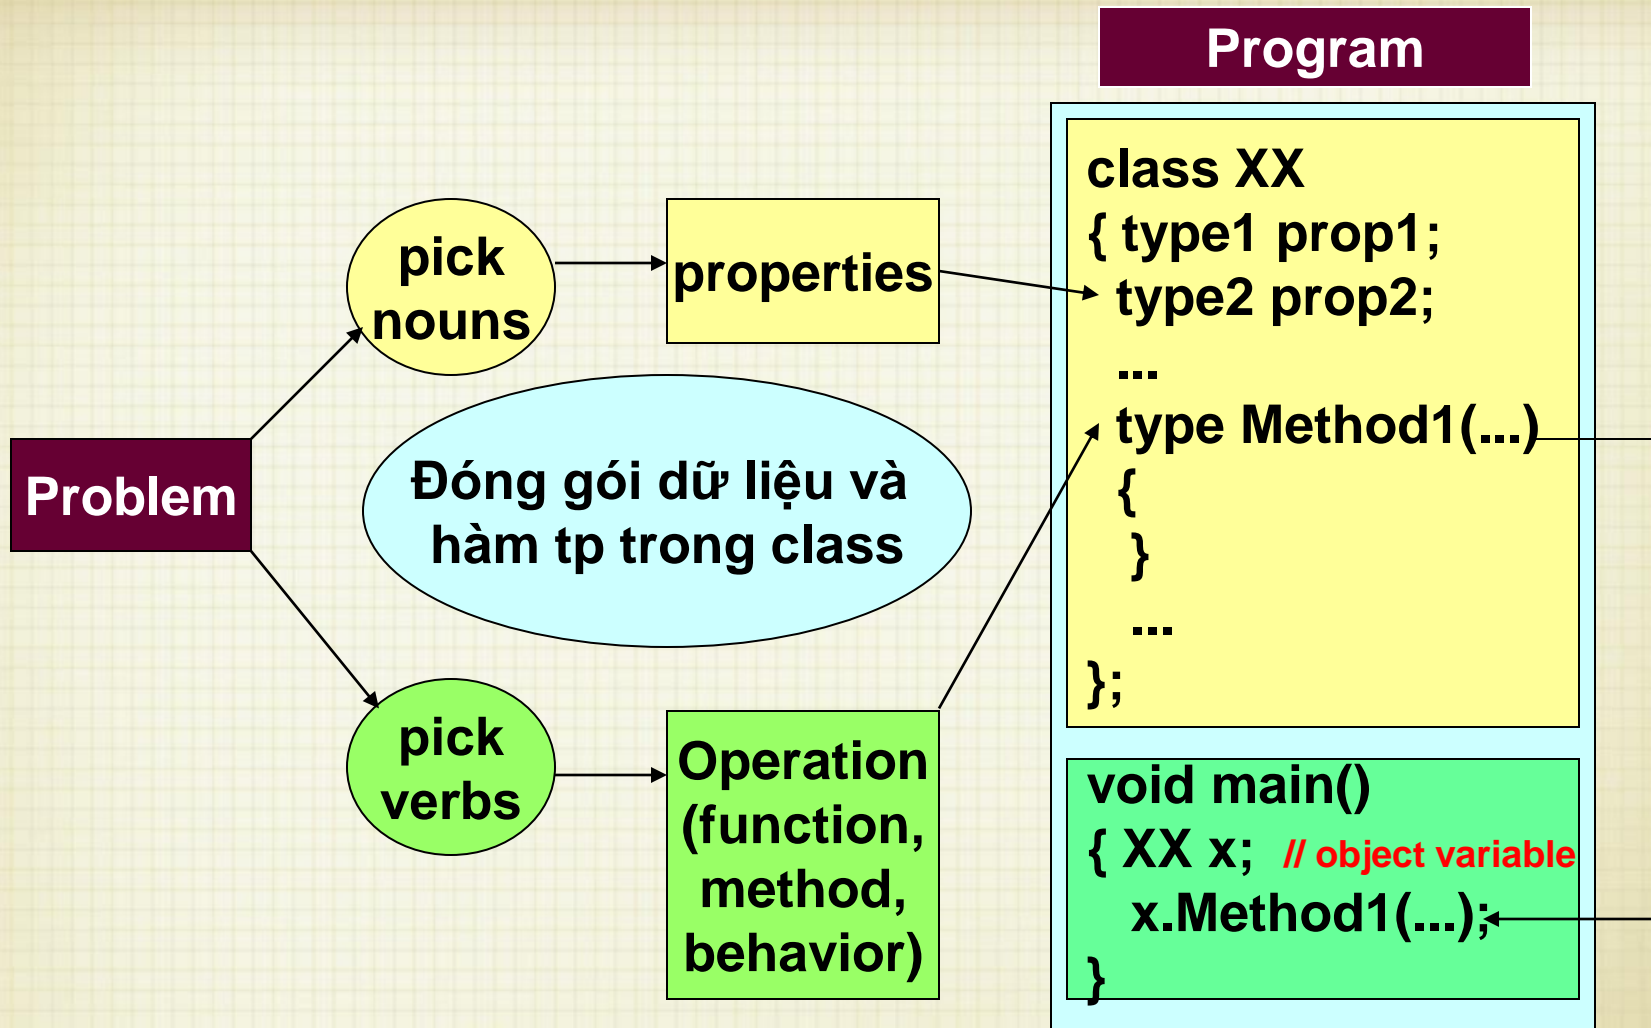 Program
Problem
pick
nouns
properties
Đóng gói dữ liệu và
hàm tp trong class
pick
verbs
Operation
(function,
method,
behavior)
class XX
{ type1 prop1;
type2 prop2;
...
type Method1(...)
{
}
...
};
void main()
{ XX x; // object variable
x.Method1(...);
}